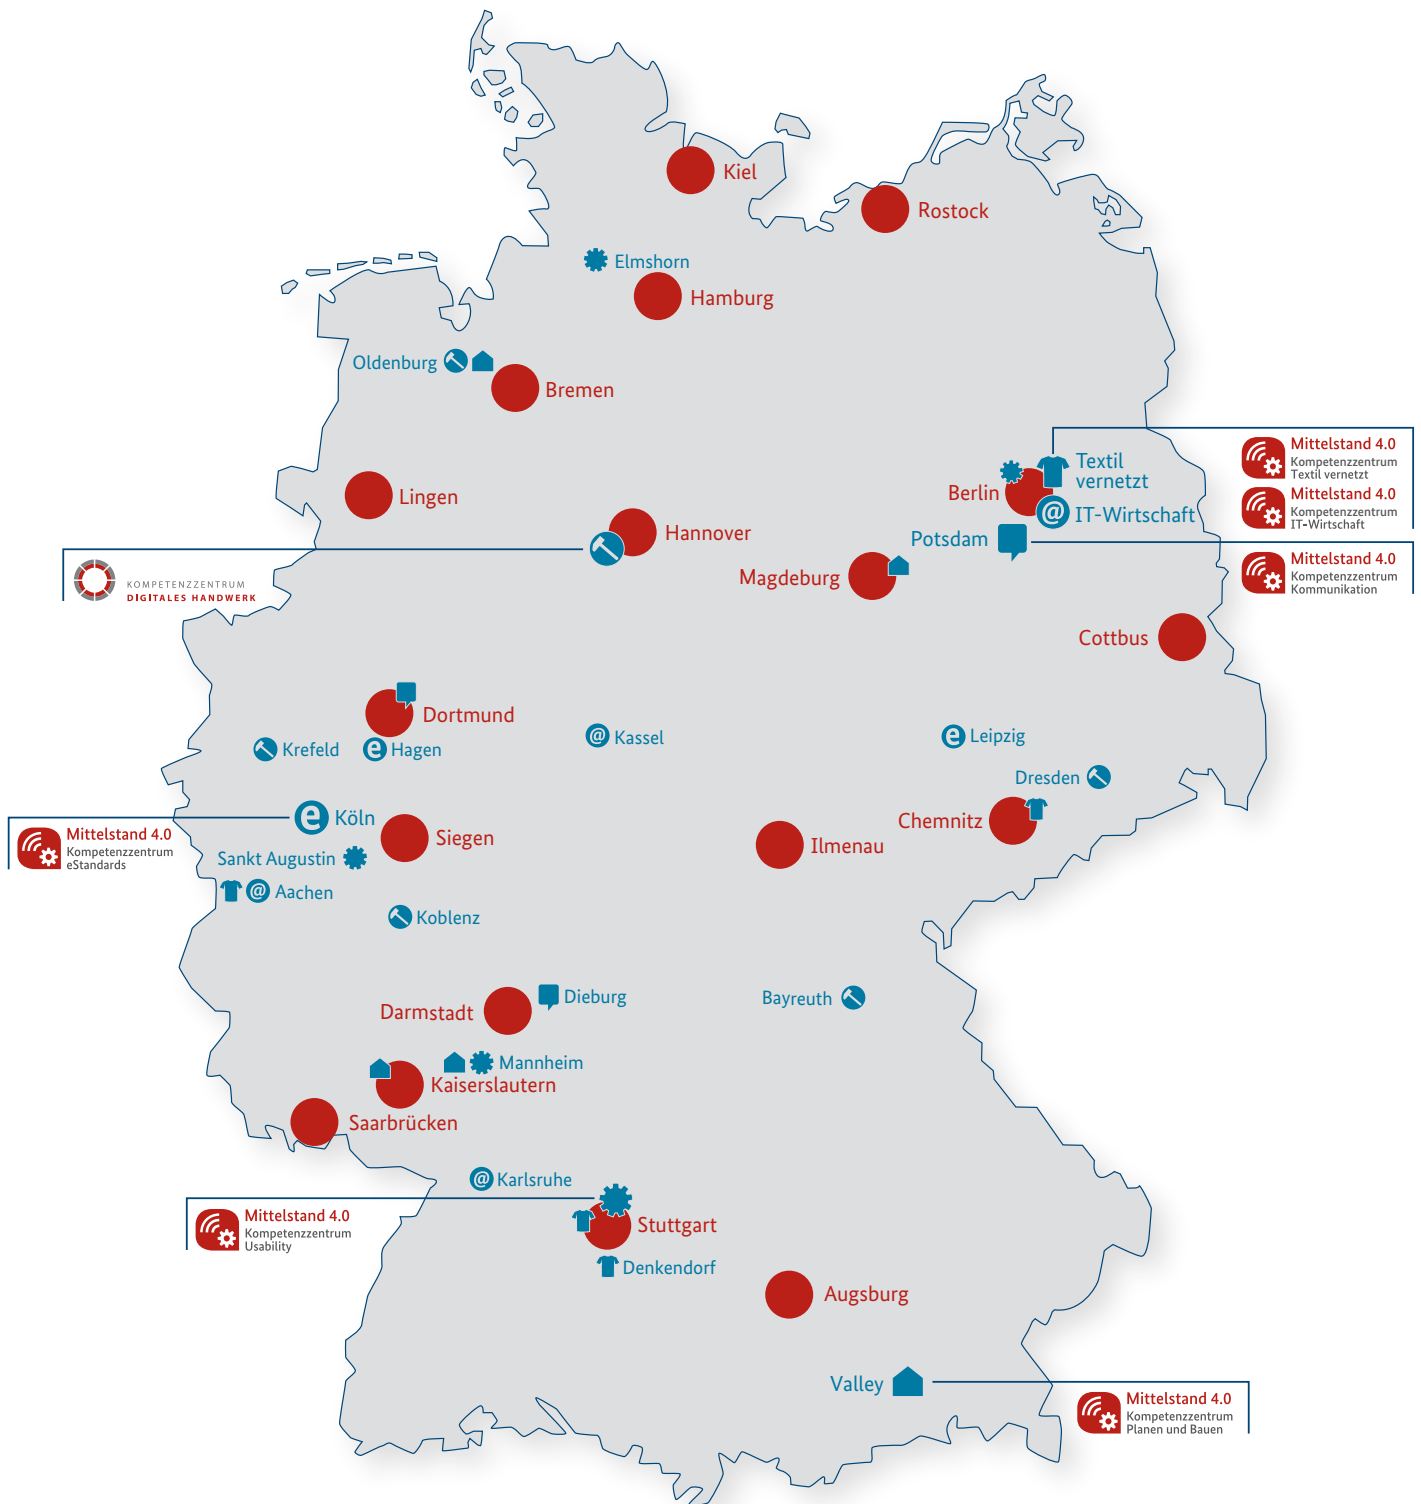 Kiel
Rostock
Elmshorn
Hamburg
Oldenburg
Bremen
Mittelstand 4.0
Kompetenzzentrum
Textil vernetzt
Textil
vernetzt
Berlin
Lingen
Mittelstand 4.0
Kompetenzzentrum
IT-Wirtschaft
@ IT-Wirtschaft
Hannover
Potsdam
Mittelstand 4.0
Kompetenzzentrum
Kommunikation
Magdeburg
KOMPETENZZENTRUM
DIGITALES HANDWERK
Cottbus
Dortmund
Krefeld
e Hagen
@ Kassel
e Leipzig
Dresden
e Köln
Chemnitz
Mittelstand 4.0
Kompetenzzentrum
eStandards
Siegen
Ilmenau
Sankt Augustin
@ Aachen
Koblenz
Dieburg
Bayreuth
Darmstadt
Mannheim
Kaiserslautern
Saarbrücken
@ Karlsruhe
Mittelstand 4.0
Kompetenzzentrum
Usability
Stuttgart
Denkendorf
Augsburg
Valley
Mittelstand 4.0
Kompetenzzentrum
Planen und Bauen